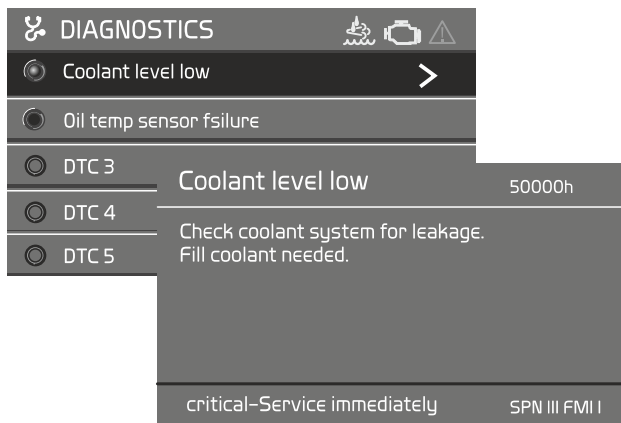 DIAGNOSTICS
Coolant level low
Oil temp sensor fsilure
DTC 3
DTC 4
DTC 5
Coolant level low
50000h
Check coolant system for leakage.
Fill coolant needed.
critical-Service immediately
SPN III FMI I